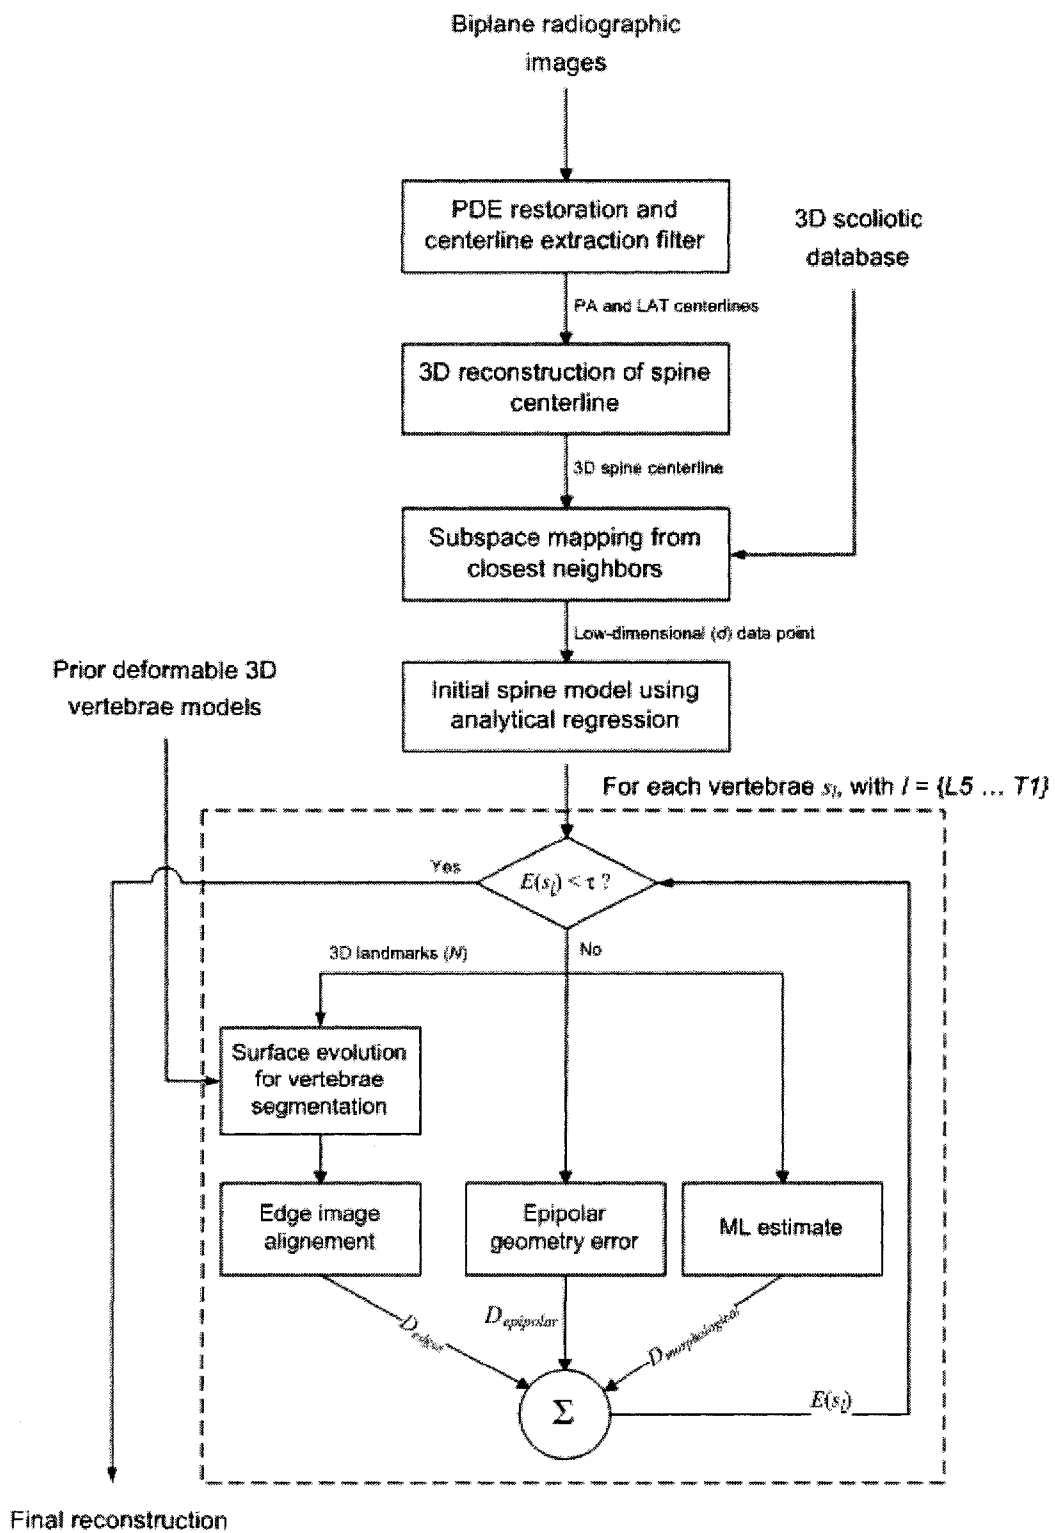 Biplane radiographic
images
PDE restoration and
centerline extraction filter
3D scoliotic
database
PA and LAT centerlines
3D reconstruction of spine
centerline
3D spine centerline
Subspace mapping from
closest neighbors
Low-dimensional (d) data point
Prior deformable 3D
vertebrae models
Initial spine model using
analytical regression
For each vertebrae s_l, with l = {L5 ... T1}
Yes
E(s_l) < τ ?
3D landmarks (N)
No
Surface evolution
for vertebrae
segmentation
Edge image
alignement
Epipolar
geometry error
ML estimate
D_edge
D_epipolar
D_morphological
Σ
E(s_l)
Final reconstruction